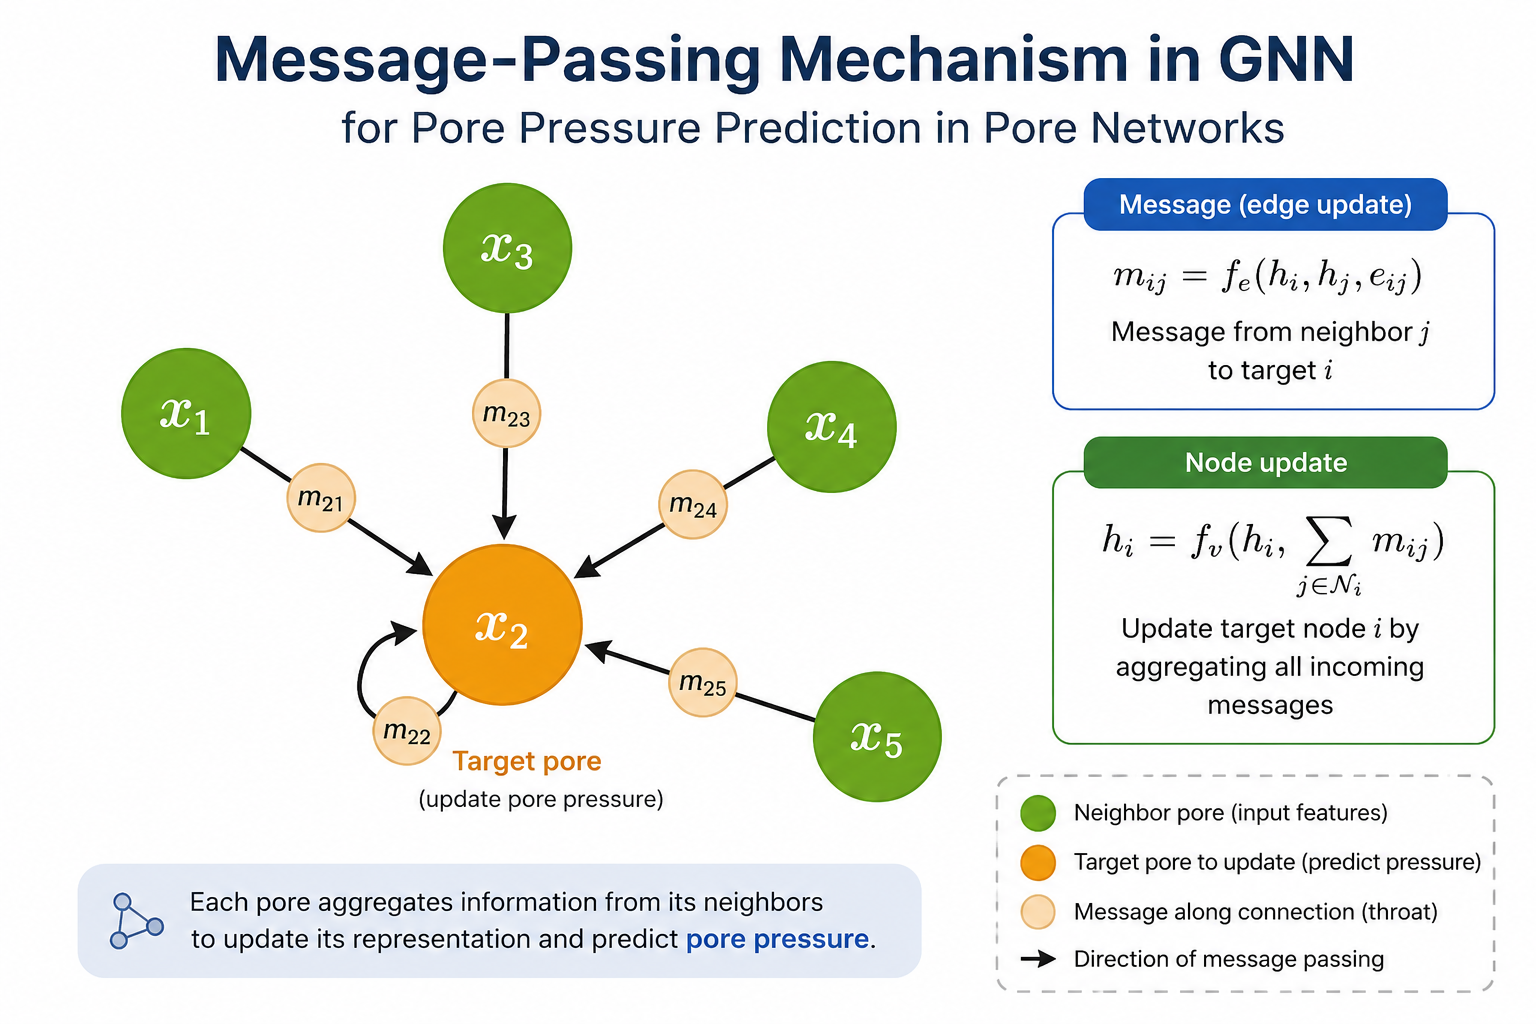 Message-Passing Mechanism in GNN
for Pore Pressure Prediction in Pore Networks
x₃
x₁
x₄
m₂₃
m₂₁
m₂₄
x₂
m₂₅
m₂₂
x₅
Target pore
(update pore pressure)
Each pore aggregates information from its neighbors
to update its representation and predict pore pressure.
Message (edge update)
mᵢⱼ = fₑ(hᵢ, hⱼ, eᵢⱼ)
Message from neighbor j
to target i
Node update
hᵢ = fᵥ(hᵢ, ∑ mᵢⱼ)
j∈𝒩ᵢ
Update target node i by
aggregating all incoming
messages
Neighbor pore (input features)
Target pore to update (predict pressure)
Message along connection (throat)
Direction of message passing